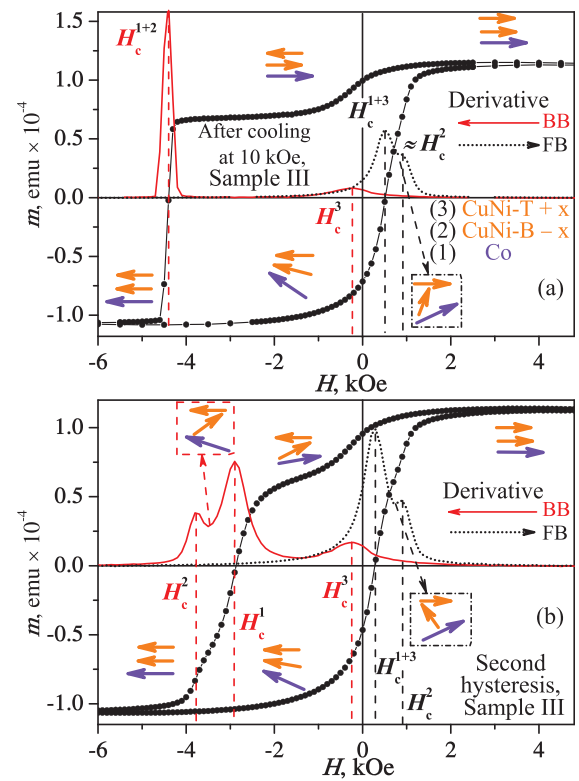 1.5
1.0
0.5
0.0
-0.5
-1.0
m, emu × 10⁻⁴
H_c^{1+2}
After cooling
at 10 kOe,
Sample III
H_c^{1+3}
≈ H_c^2
Derivative
BB
FB
H_c^3
(3) CuNi-T + x
(2) CuNi-B – x
(1) Co
(a)
-6 -4 -2 0 2 4
H, kOe
1.0
0.5
0.0
-0.5
-1.0
m, emu × 10⁻⁴
Derivative
BB
FB
H_c^2
H_c^1
H_c^3
H_c^{1+3}
H_c^2
(b)
Second
hysteresis,
Sample III
-6 -4 -2 0 2 4
H, kOe